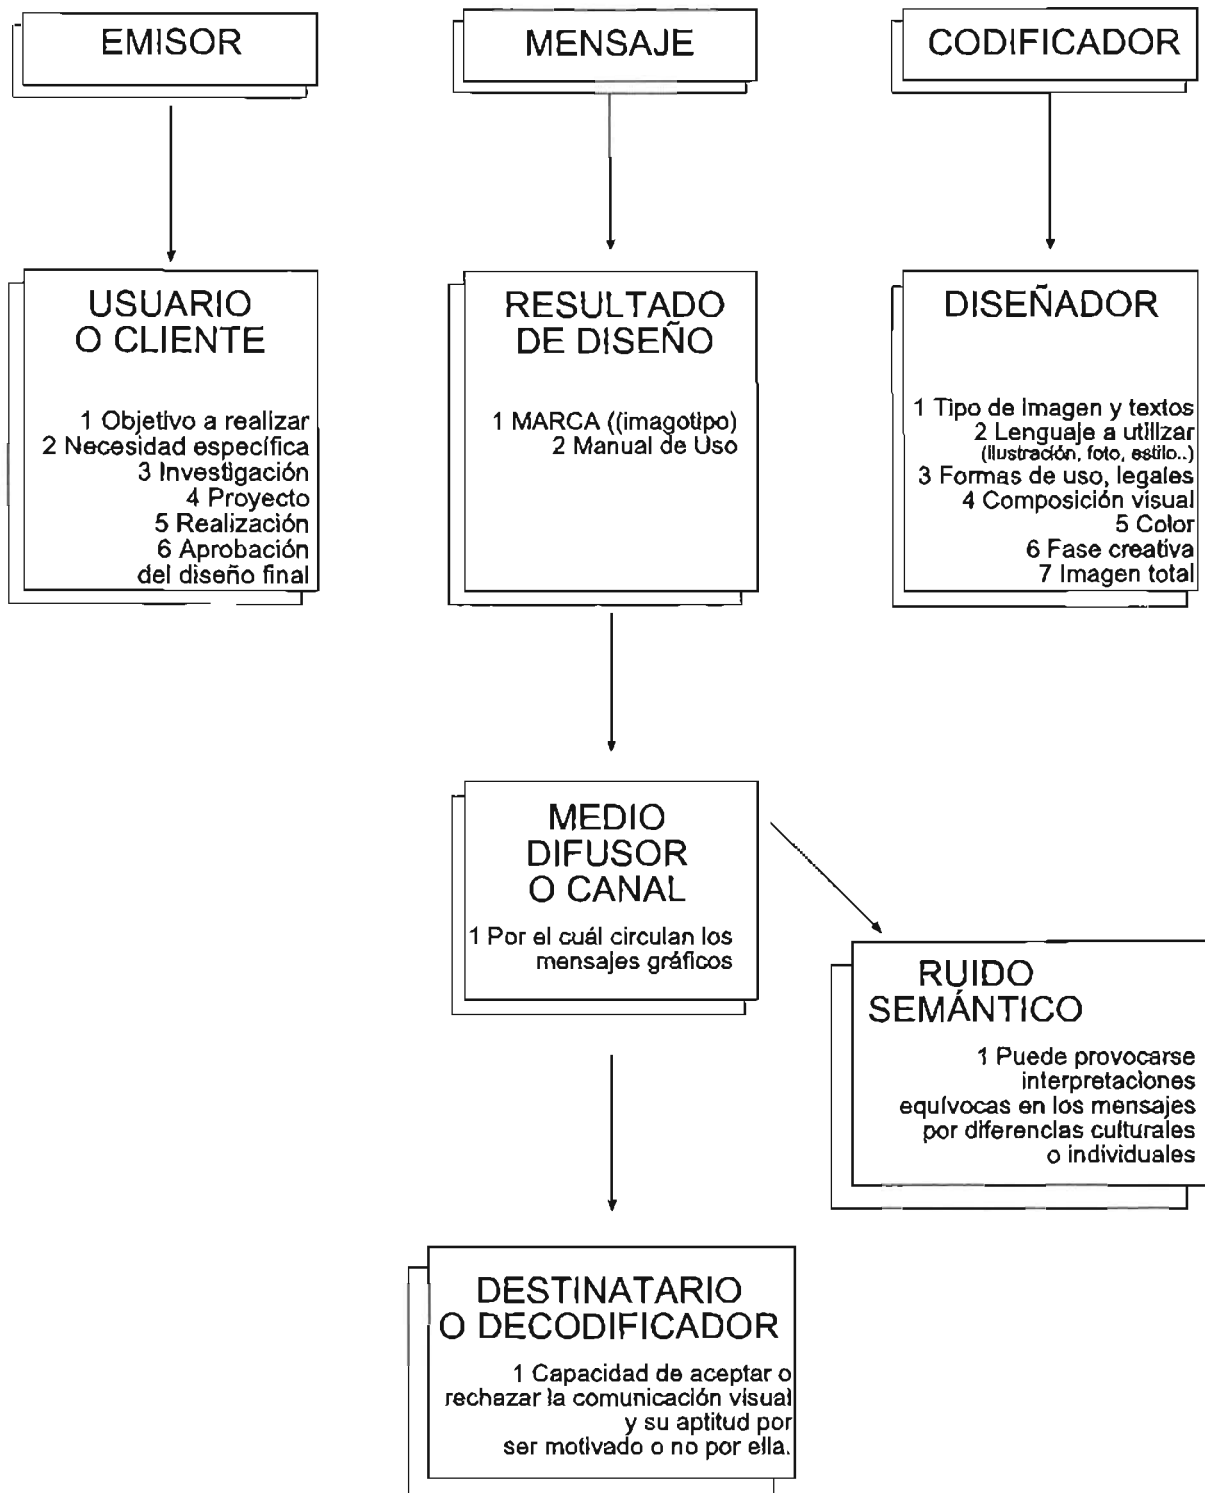 EMISOR
MENSAJE
CODIFICADOR
USUARIO
O CLIENTE
1 Objetivo a realizar
2 Necesidad específica
3 Investigación
4 Proyecto
5 Realización
6 Aprobación
del diseño final
RESULTADO
DE DISEÑO
1 MARCA ((imagotipo)
2 Manual de Uso
DISEÑADOR
1 Tipo de Imagen y textos
2 Lenguaje a utilizar
(Ilustración, foto, estilo..)
3 Formas de uso, legales
4 Composición visual
5 Color
6 Fase creativa
7 Imagen total
MEDIO
DIFUSOR
O CANAL
1 Por el cuál circulan los
mensajes gráficos
RUIDO
SEMÁNTICO
1 Puede provocarse
interpretaciones
equívocas en los mensajes
por diferencias culturales
o individuales
DESTINATARIO
O DECODIFICADOR
1 Capacidad de aceptar o
rechazar la comunicación visual
y su aptitud por
ser motivado o no por ella.